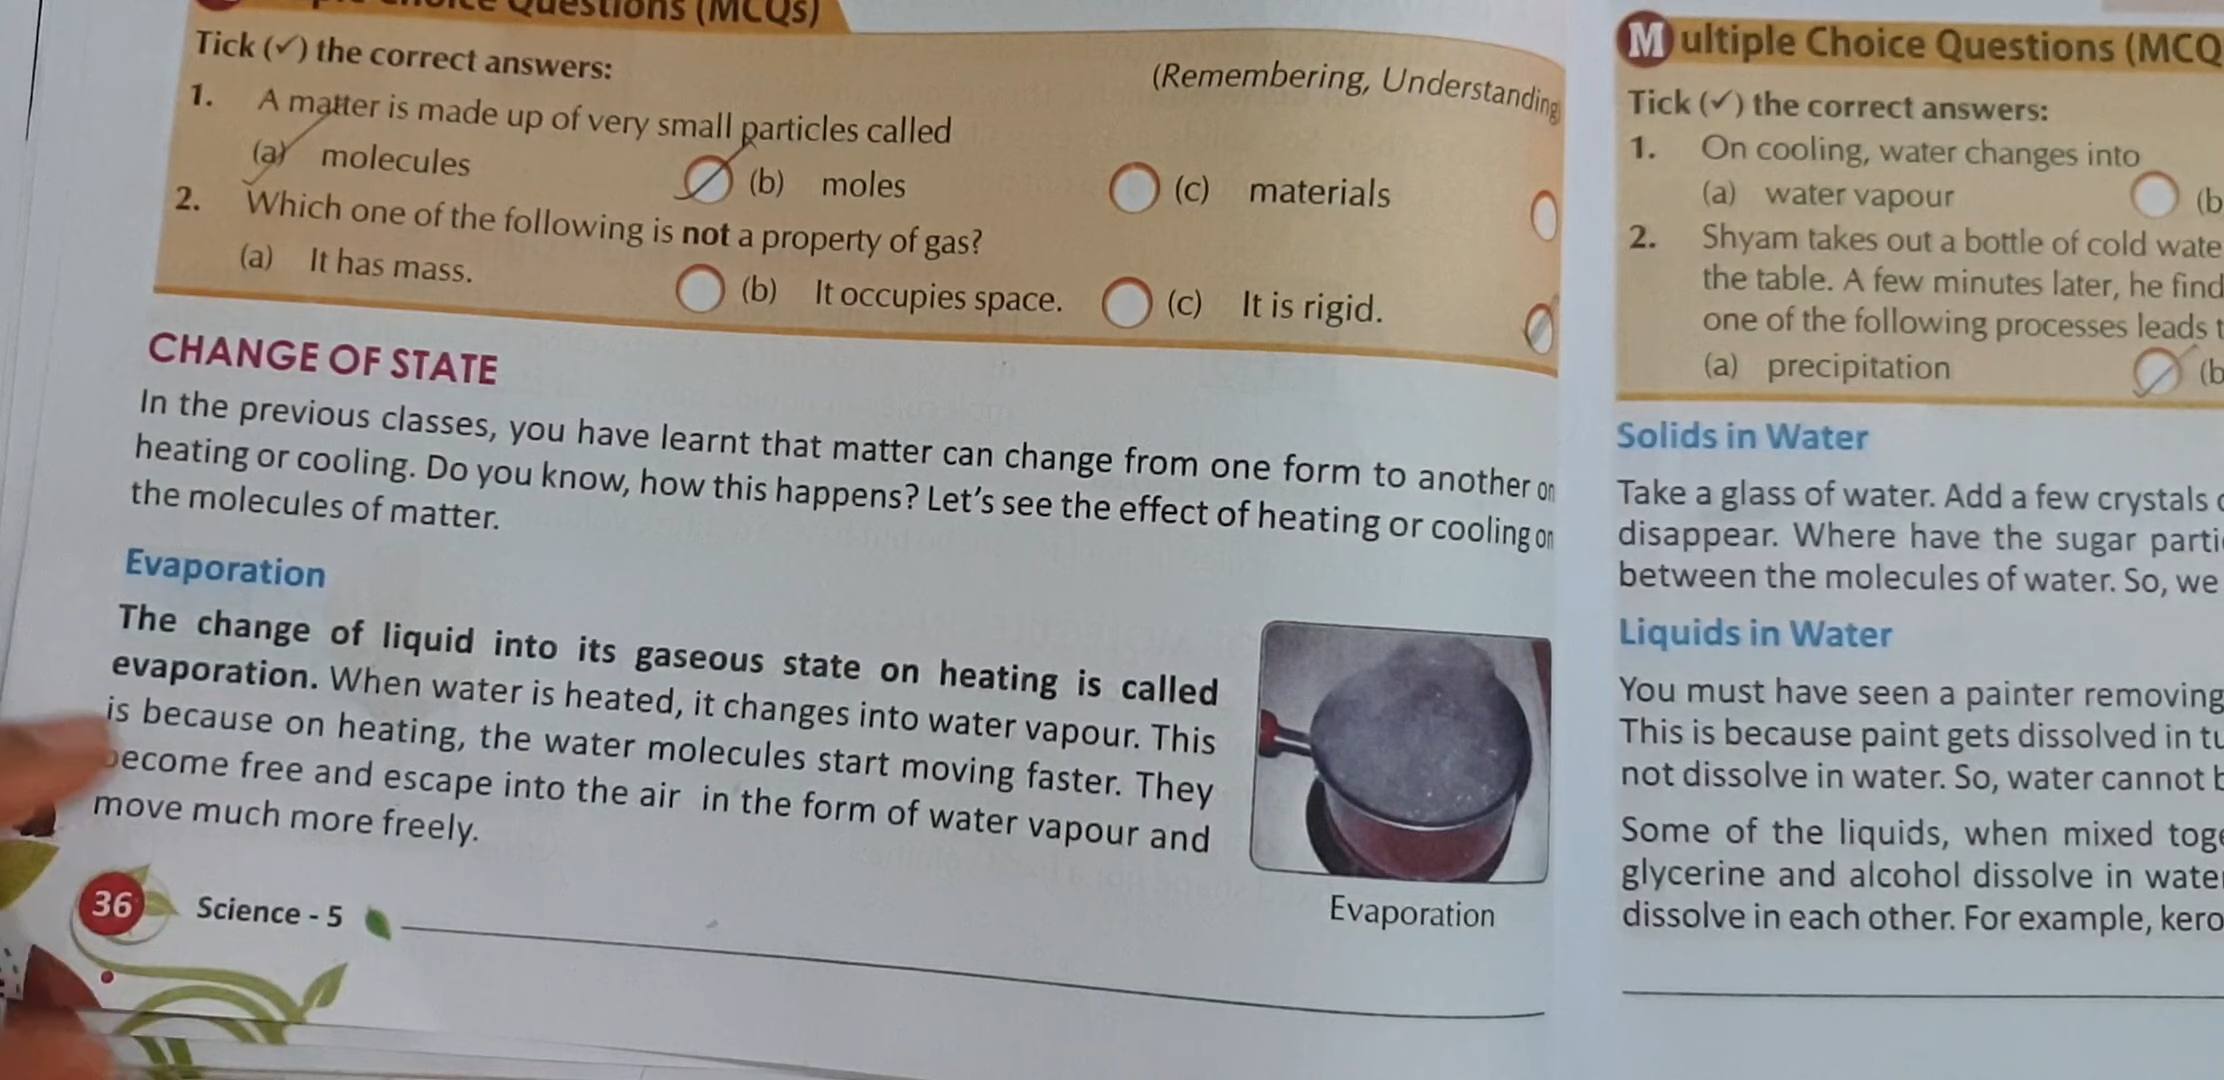 Choice Questions (MCQs)
Tick (✓) the correct answers:
(Remembering, Understanding
1. A matter is made up of very small particles called
(a) molecules (b) moles (c) materials
2. Which one of the following is not a property of gas?
(a) It has mass. (b) It occupies space. (c) It is rigid.
CHANGE OF STATE
In the previous classes, you have learnt that matter can change from one form to another on
heating or cooling. Do you know, how this happens? Let's see the effect of heating or cooling on
the molecules of matter.
Evaporation
The change of liquid into its gaseous state on heating is called
evaporation. When water is heated, it changes into water vapour. This
is because on heating, the water molecules start moving faster. They
become free and escape into the air in the form of water vapour and
move much more freely.
Evaporation
36 Science - 5
Multiple Choice Questions (MCQ
Tick (✓) the correct answers:
1. On cooling, water changes into
(a) water vapour (b
2. Shyam takes out a bottle of cold wate
the table. A few minutes later, he find
one of the following processes leads t
(a) precipitation (b
Solids in Water
Take a glass of water. Add a few crystals
disappear. Where have the sugar parti
between the molecules of water. So, we
Liquids in Water
You must have seen a painter removing
This is because paint gets dissolved in tu
not dissolve in water. So, water cannot b
Some of the liquids, when mixed toge
glycerine and alcohol dissolve in water
dissolve in each other. For example, kero